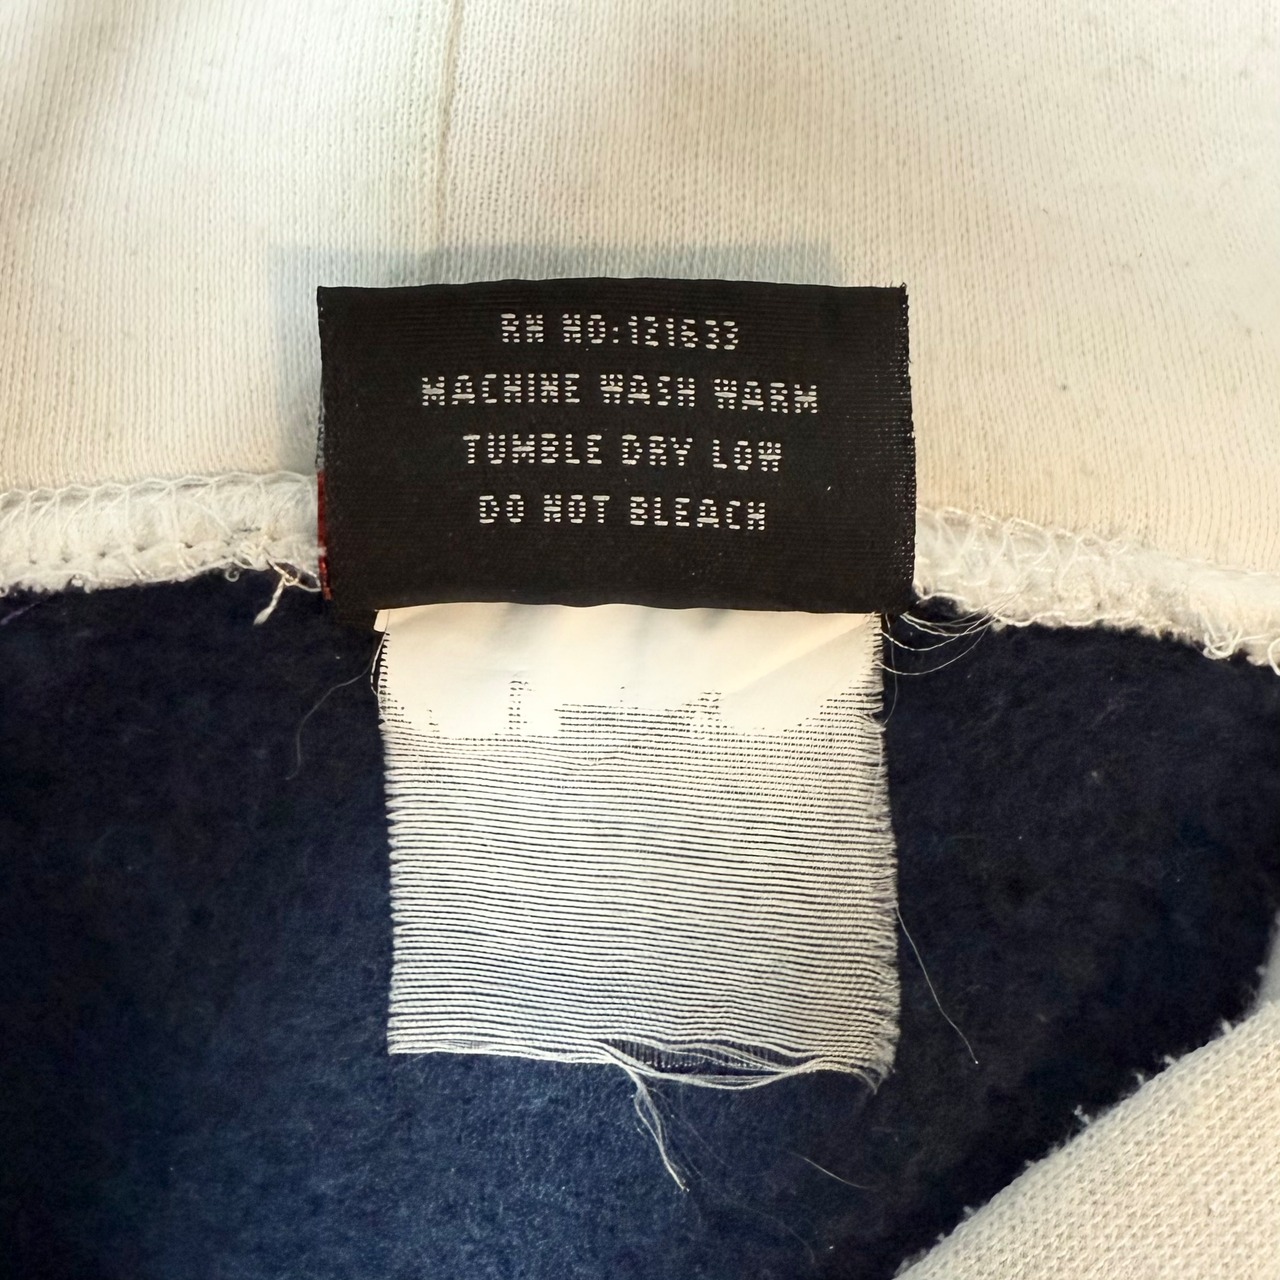 RN NO:121633
MACHINE WASH WARM
TUMBLE DRY LOW
DO NOT BLEACH